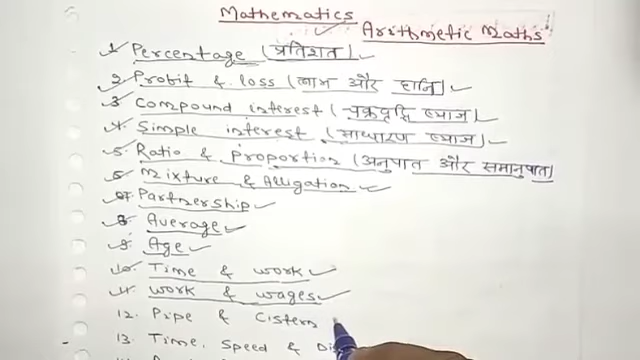 Mathematics
Arithmetic Maths
1. Percentage (प्रतिशत)
2. Profit & loss (लाभ और हानि)
3. Compound interest (चक्रवृद्धि ब्याज)
4. Simple interest (साधारण ब्याज)
5. Ratio & proportion (अनुपात और समानुपात)
6. Mixture & Alligation
7. Partnership
8. Average
9. Age
10. Time & work
11. Work & wages
12. Pipe & Cistern
13. Time, Speed &